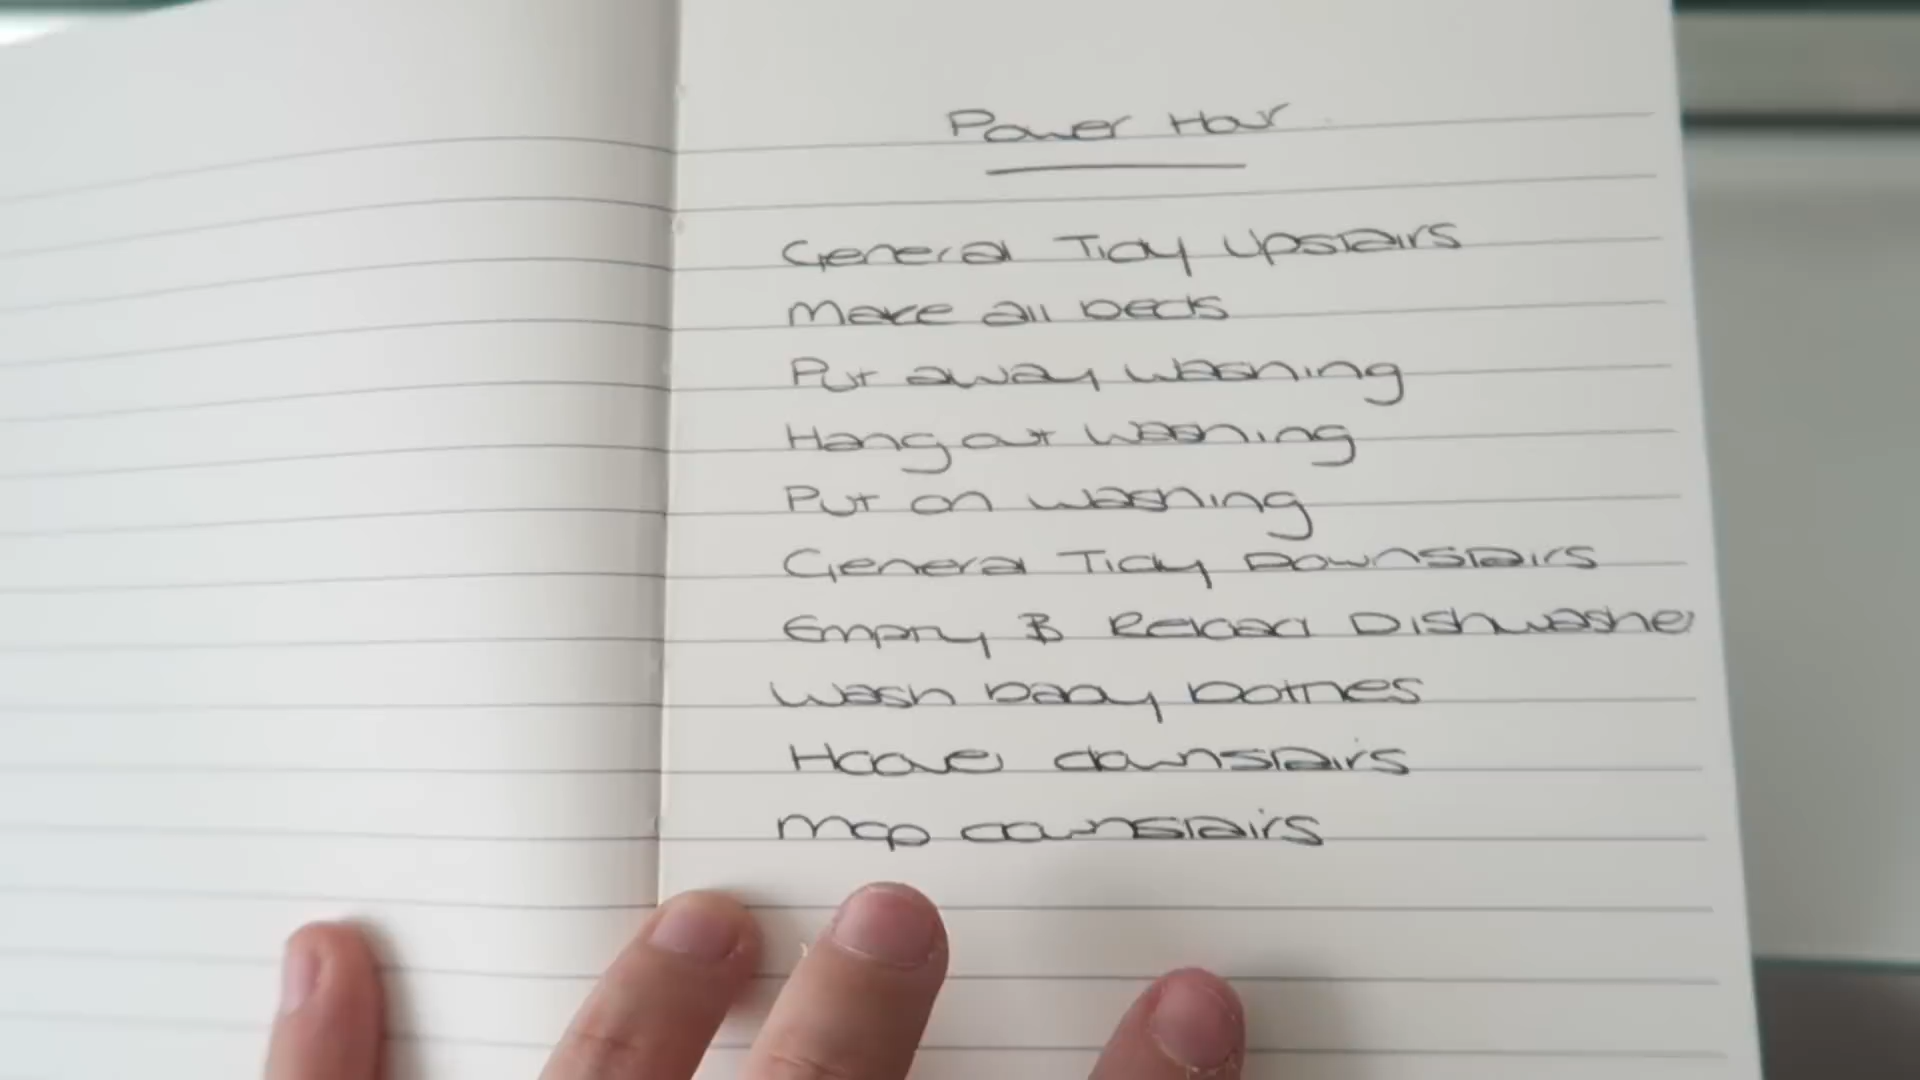 Power Hour
General Tidy Upstairs
Make all beds
Put away washing
Hang out washing
Put on washing
General Tidy Downstairs
Empty & Reload Dishwasher
Wash baby bottles
Hoover downstairs
Mop downstairs